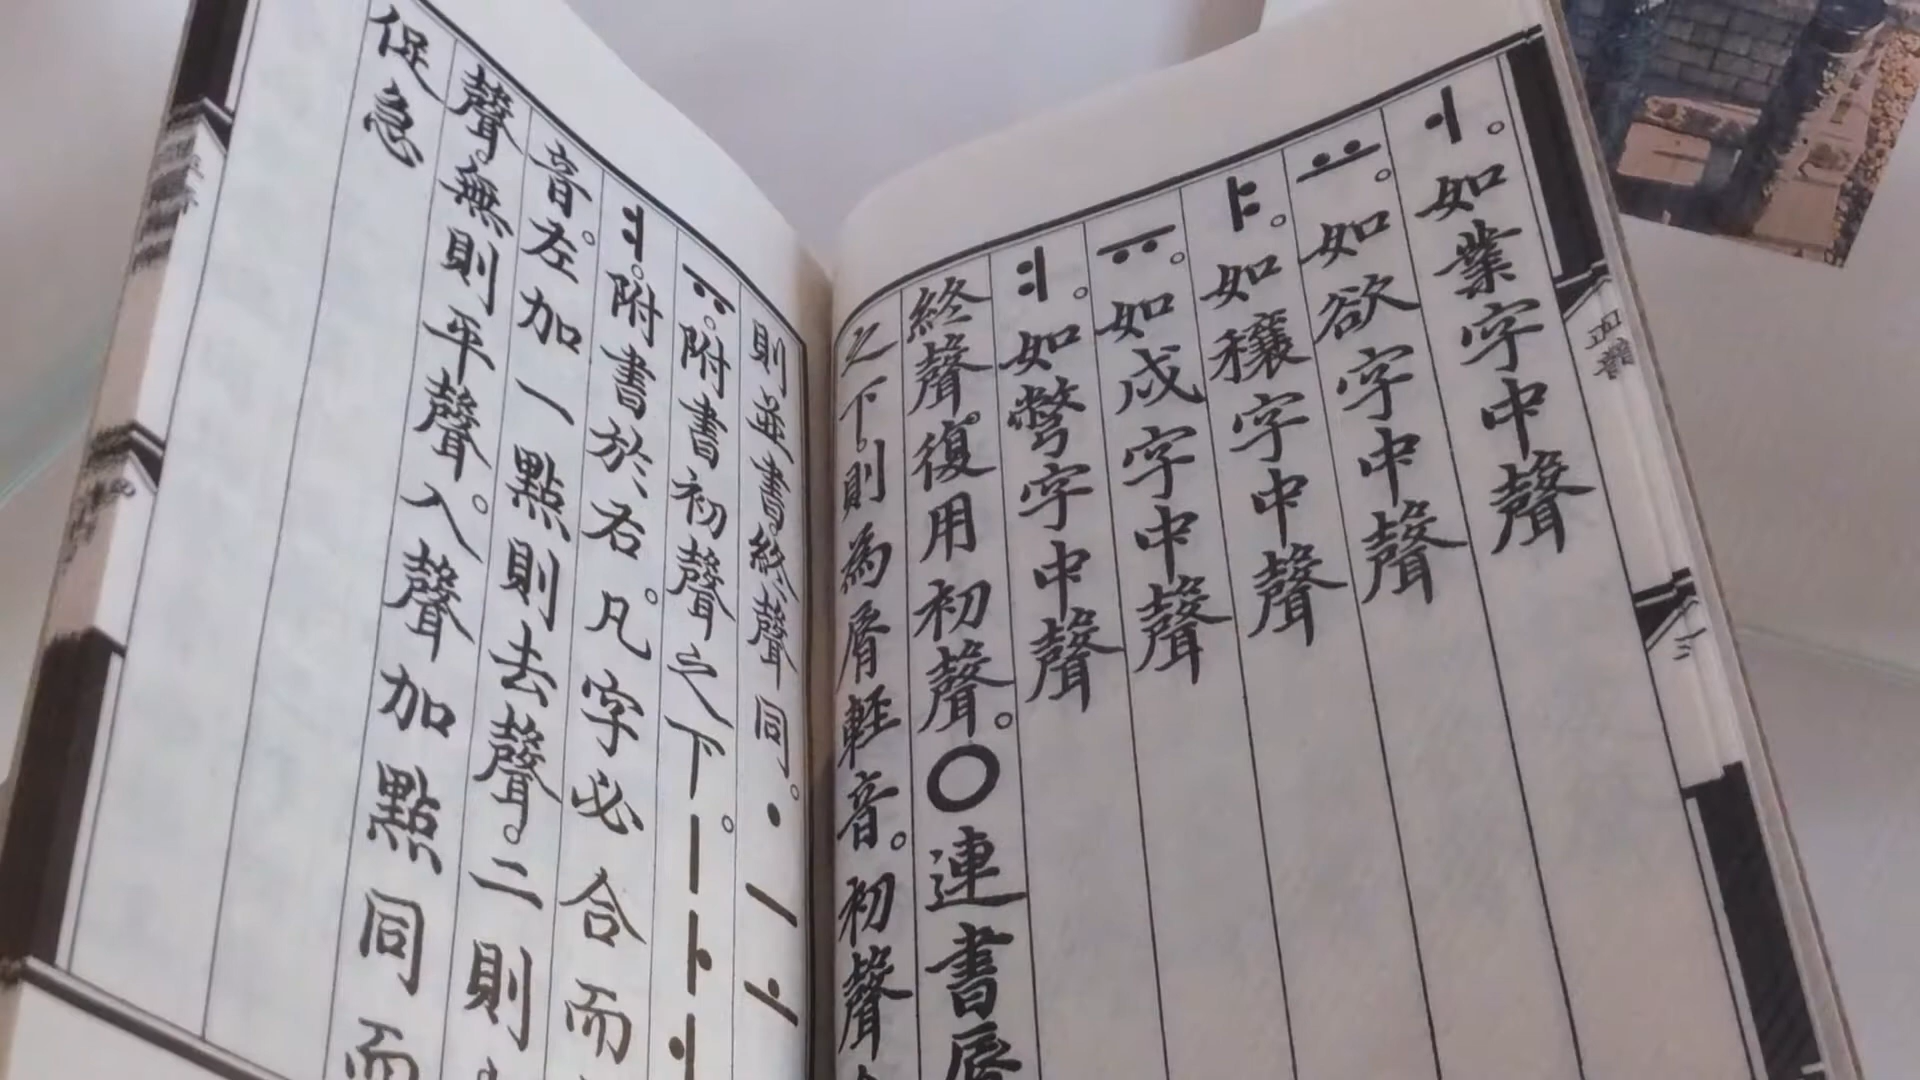 ㅓ。如業字中聲
ㅛ。如欲字中聲
ㅑ。如穰字中聲
ㅠ。如戌字中聲
ㅕ。如彆字中聲
終聲。復用初聲。○連書脣
之下。則為脣輕音。初聲
則並書終聲同。ㆍㅡㅗ
ㅠ。附書初聲之下。ㅣㅏㅓ
ㅕ。附書於右。凡字必合而
音。左加一點則去聲。二則
聲。無則平聲。入聲加點同而
促急